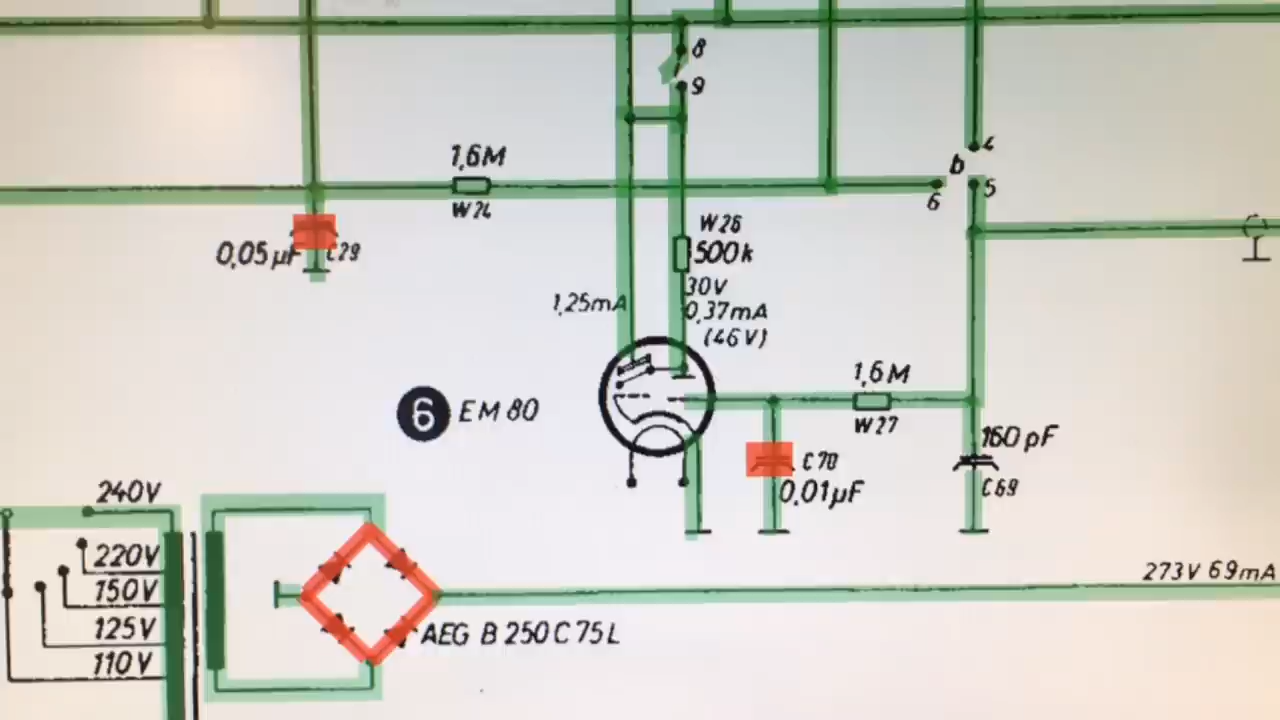 8
9
4
b
5
6
1,6M
W24
W26
500k
0,05µF
C29
30V
1,25mA
0,37mA
(46V)
1,6M
6 EM 80
W27
160pF
C70
C69
0,01µF
240V
220V
150V
125V
110V
273V 69mA
AEG B 250 C 75 L